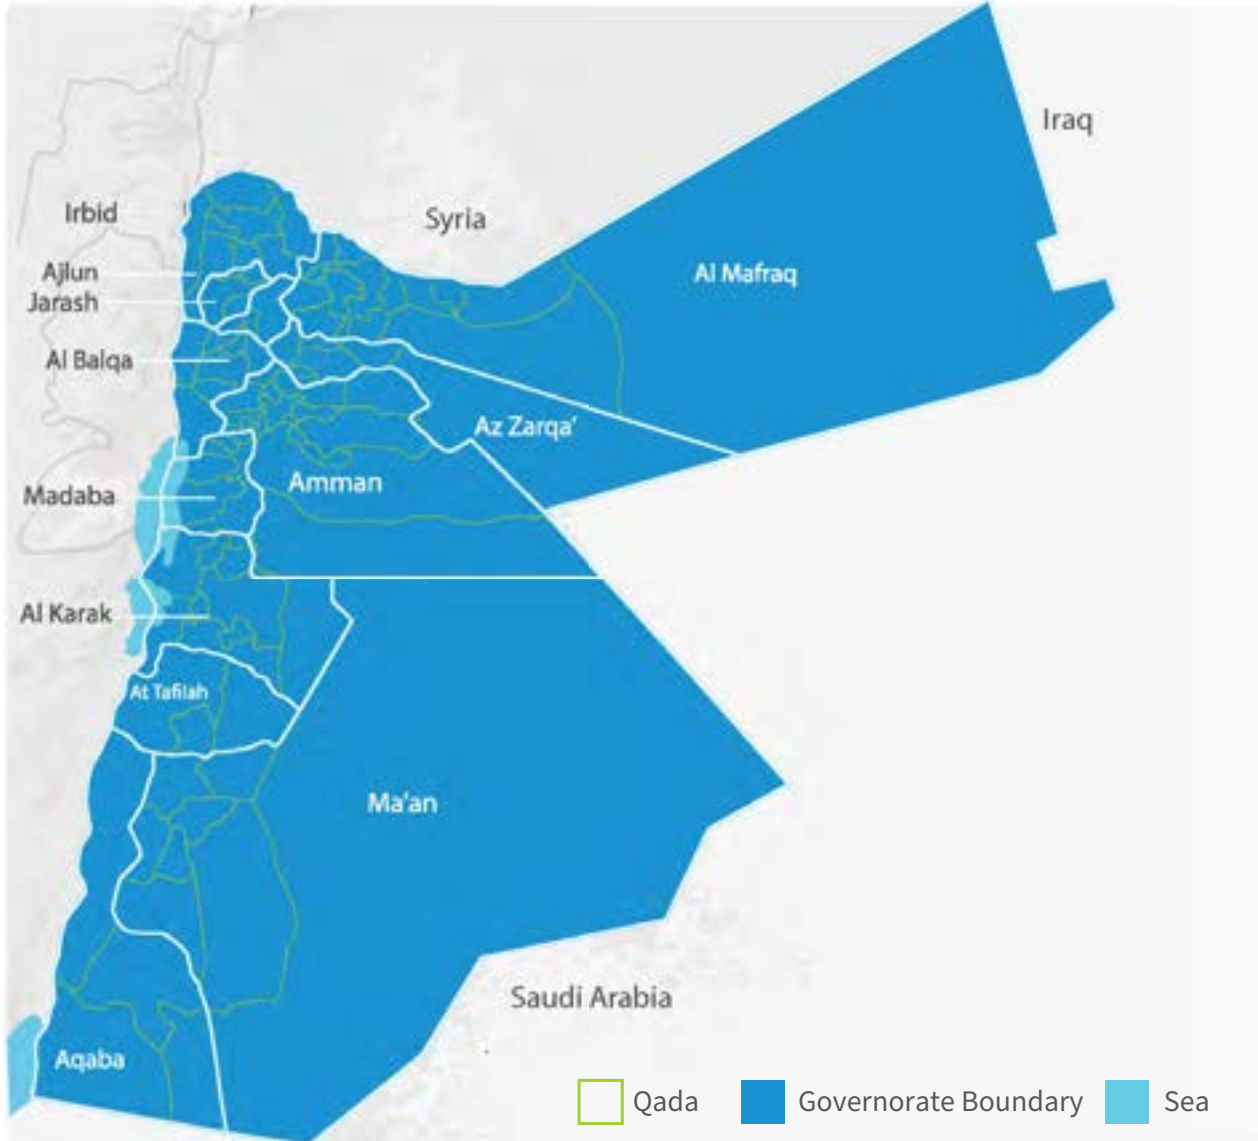 Iraq
Irbid
Syria
Ajlun
Al Mafraq
Jarash
Al Balqa
Az Zarqa'
Amman
Madaba
Al Karak
At Tafilah
Ma'an
Saudi Arabia
Aqaba
Qada
Governorate Boundary
Sea